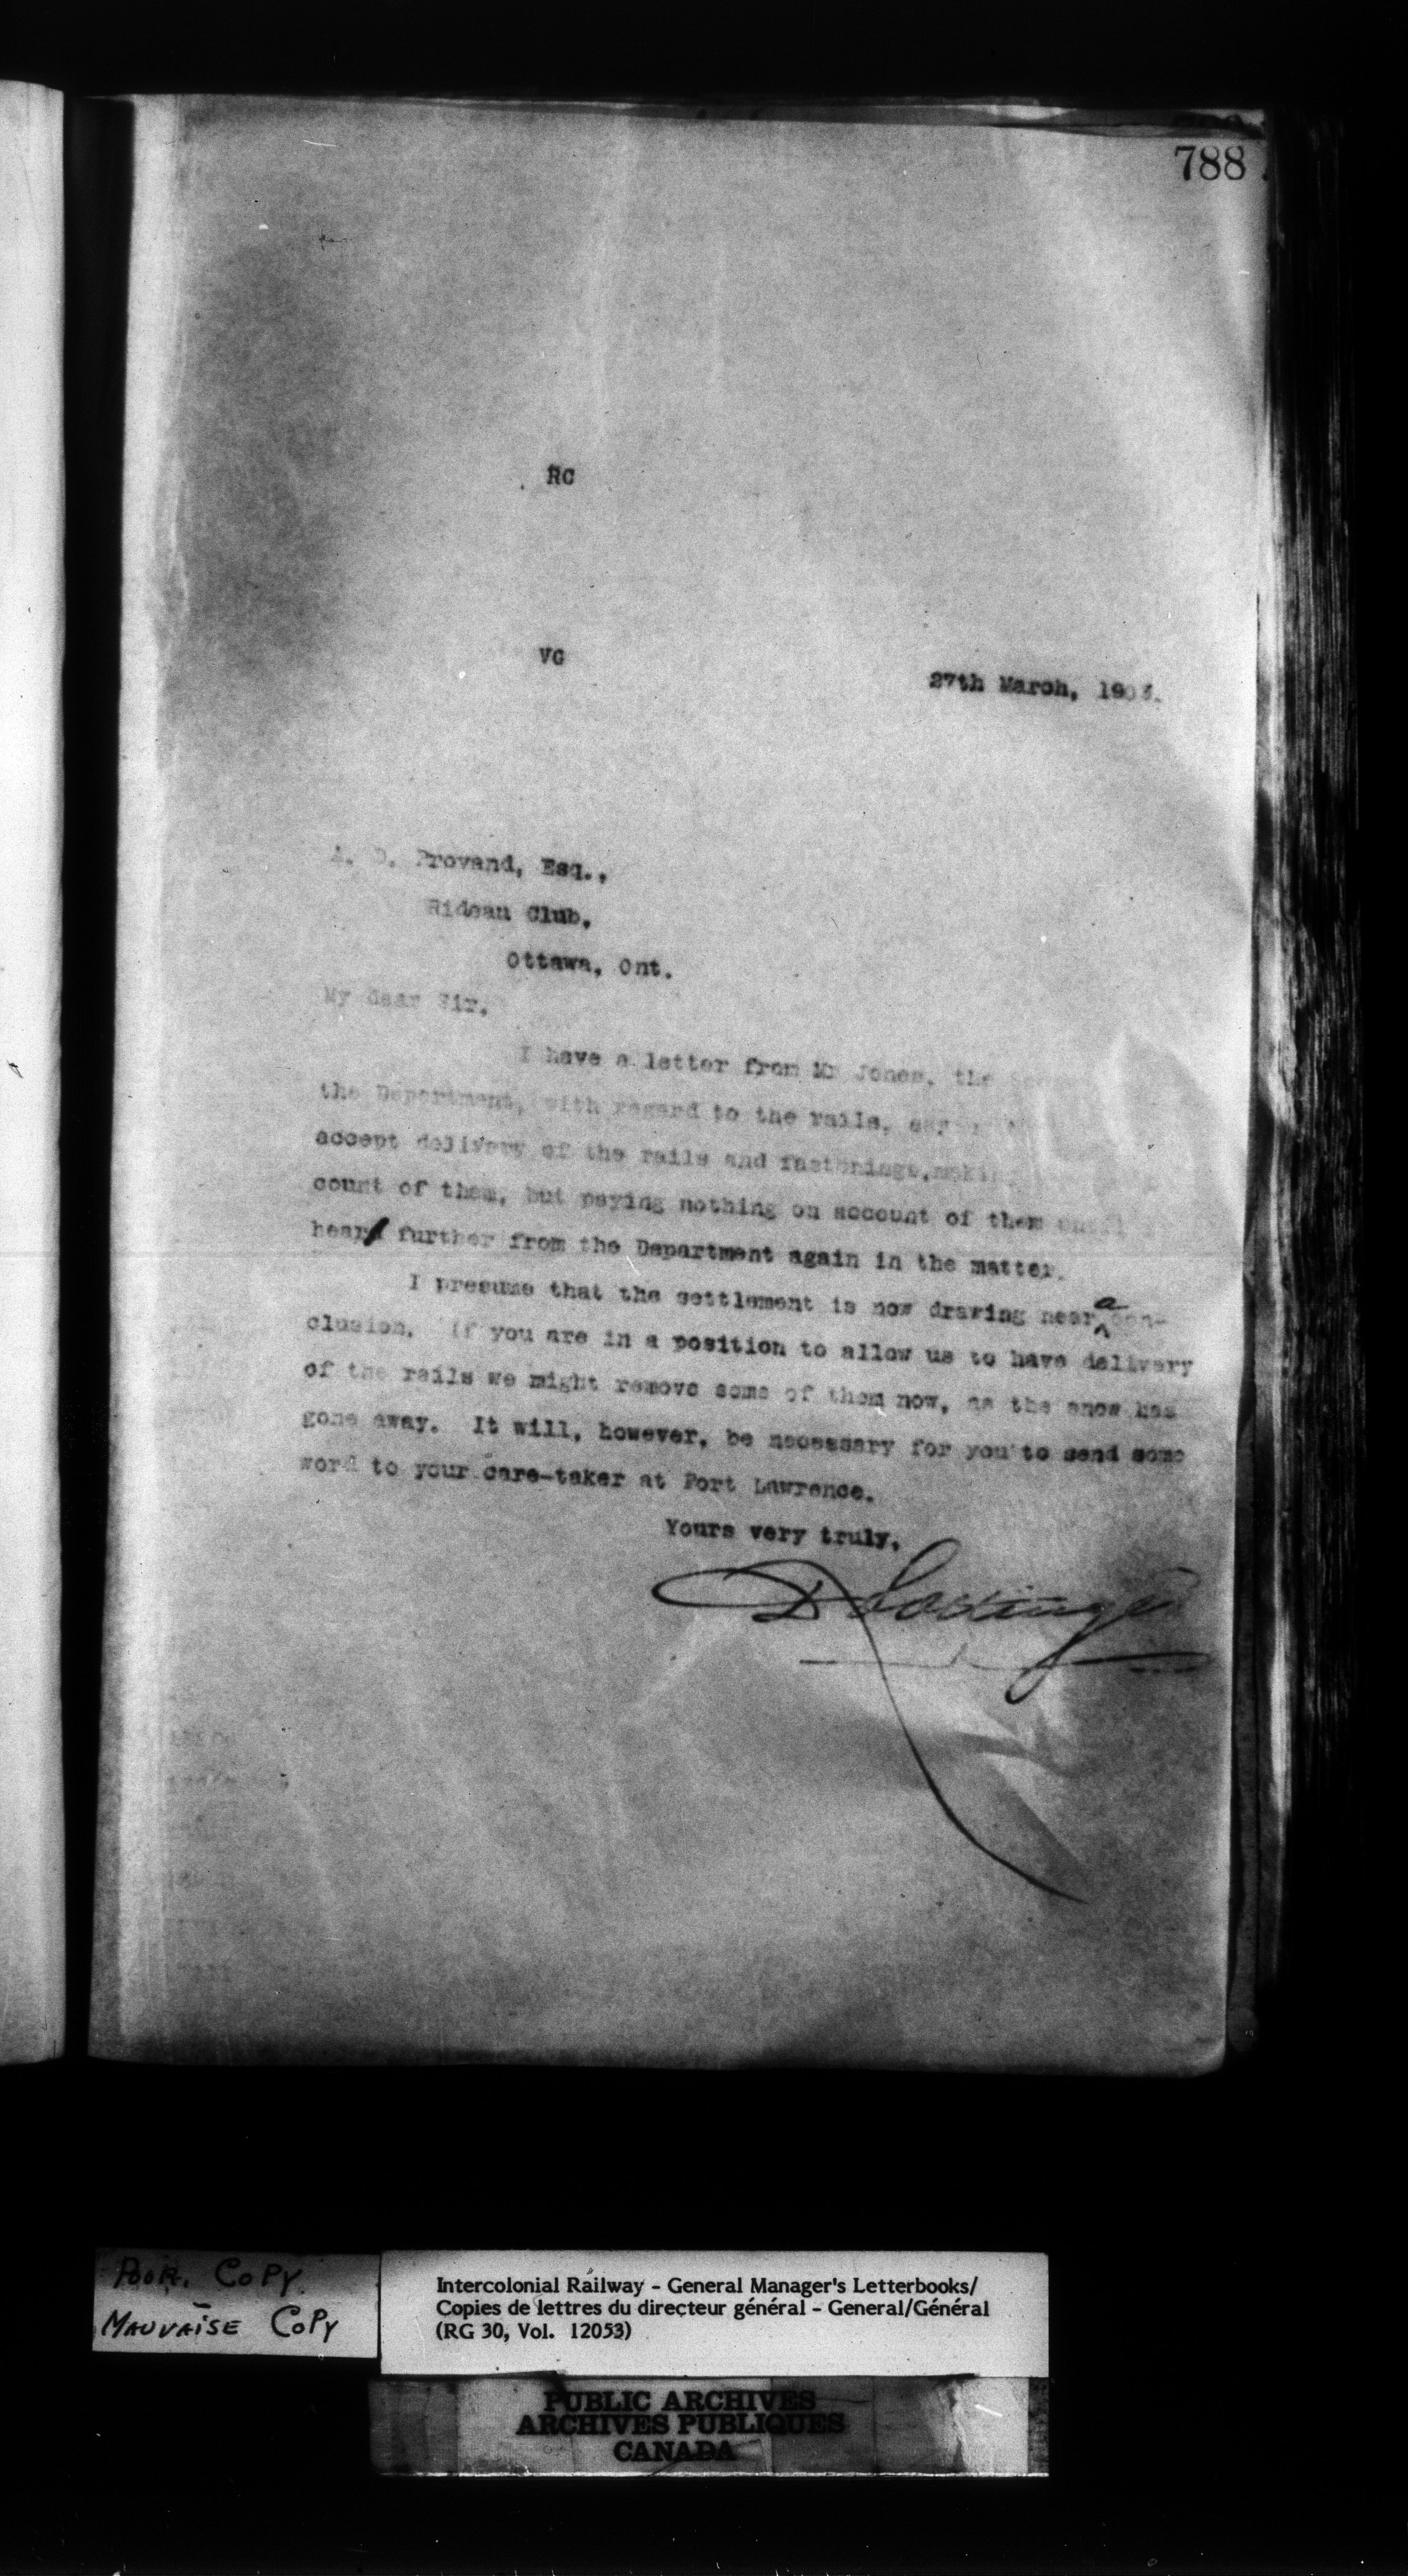 788
RC
VG
27th March, 190
A. D. Provand, Esq.,
Rideau Club,
Ottawa, Ont.
My dear Sir,
I have a letter from Mr Jones, the
the Department, with regard to the rails,
accept delivery of the rails and fastenings, making
count of them, but paying nothing on account of them until
hear further from the Department again in the matter.
I presume that the settlement is now drawing near a con-
clusion. If you are in a position to allow us to have delivery
of the rails we might remove some of them now, as the snow has
gone away. It will, however, be necessary for you to send some
word to your care-taker at Fort Lawrence.
Yours very truly,
D Pottinger
POOR. COPY
MAUVAISE COPY
Intercolonial Railway - General Manager's Letterbooks/
Copies de lettres du directeur général - General/Général
(RG 30, Vol. 12053)
PUBLIC ARCHIVES
ARCHIVES PUBLIQUES
CANADA